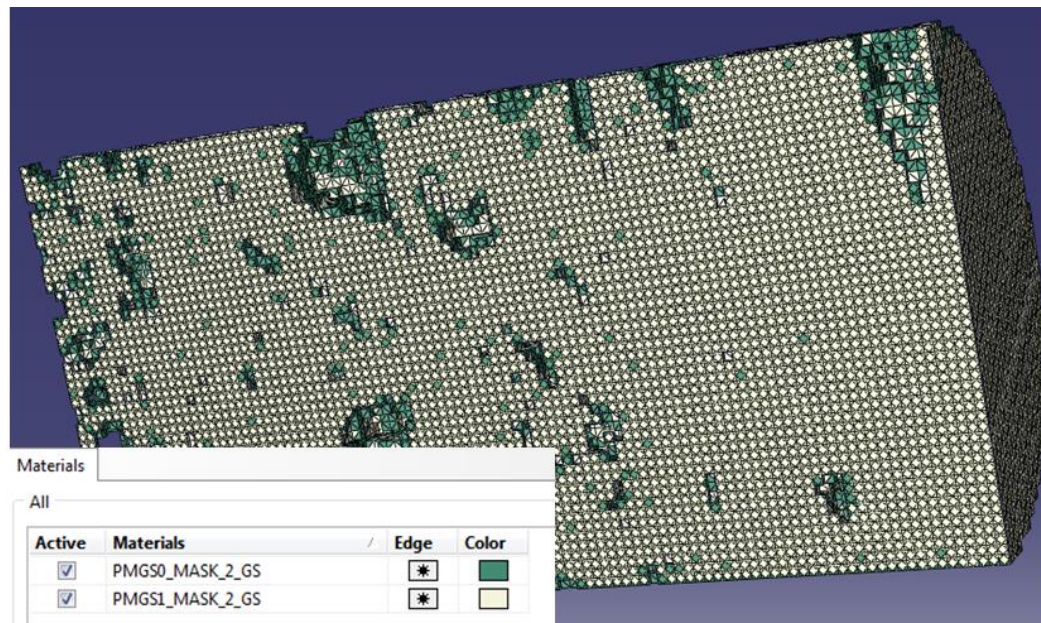 Materials
All
Active Materials / Edge Color
PMGS0_MASK_2_GS
PMGS1_MASK_2_GS